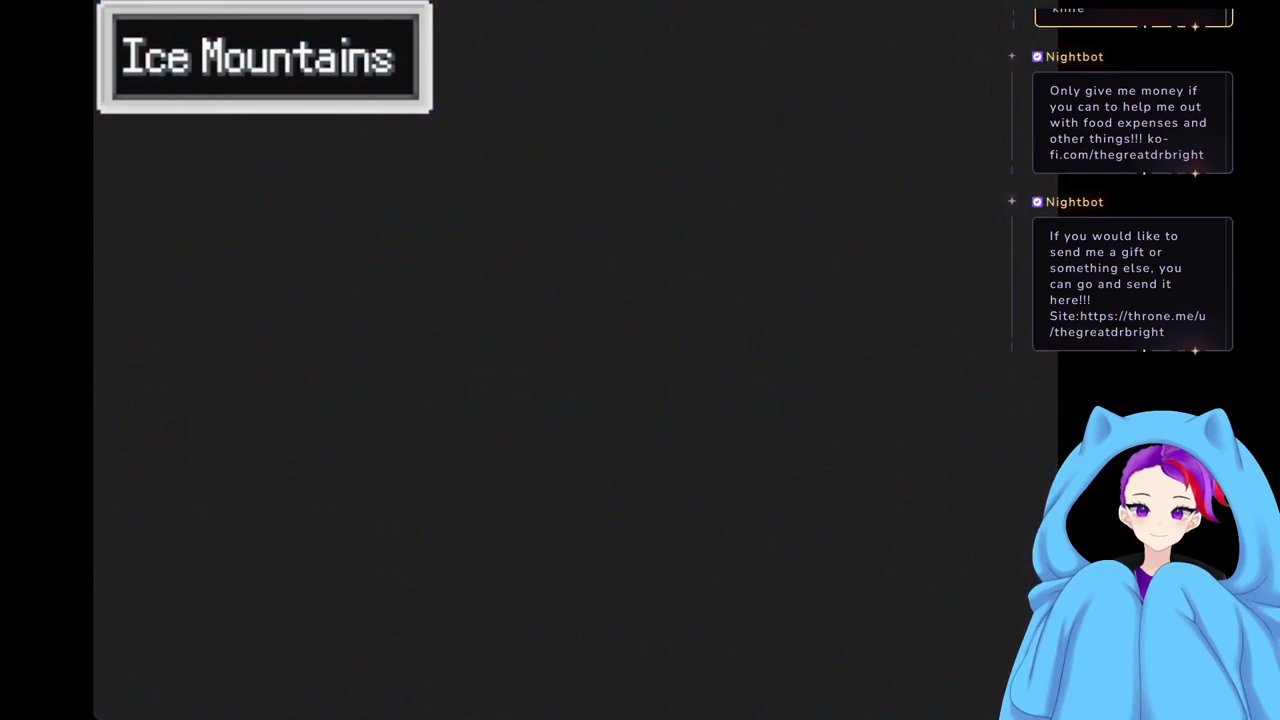 Ice Mountains
knife
Nightbot
Only give me money if
you can to help me out
with food expenses and
other things!!! ko-
fi.com/thegreatdrbright
Nightbot
If you would like to
send me a gift or
something else, you
can go and send it
here!!!
Site:https://throne.me/u
/thegreatdrbright